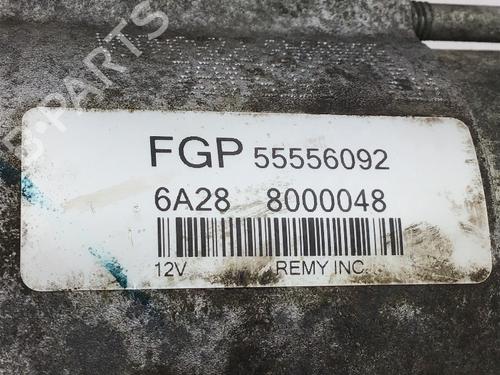 B-PARTS
FGP 55556092
6A28 8000048
12V REMY INC.